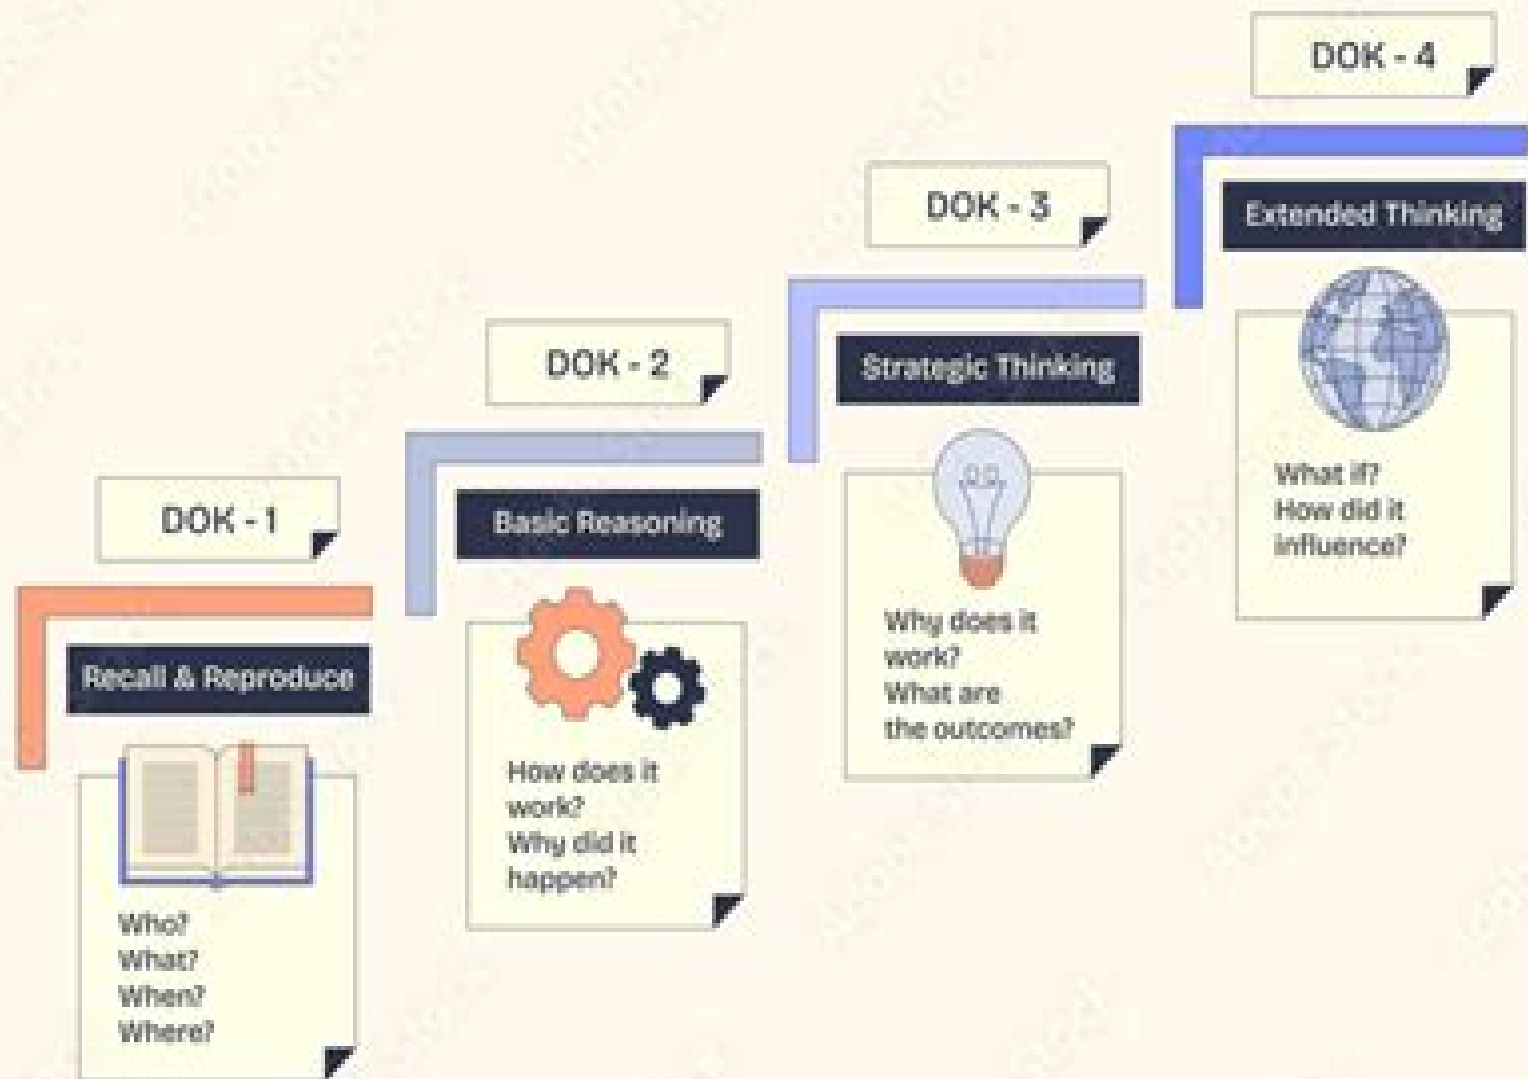 DOK - 1
Recall & Reproduce
Who?
What?
When?
Where?
DOK - 2
Basic Reasoning
How does it
work?
Why did it
happen?
DOK - 3
Strategic Thinking
Why does it
work?
What are
the outcomes?
DOK - 4
Extended Thinking
What if?
How did it
influence?